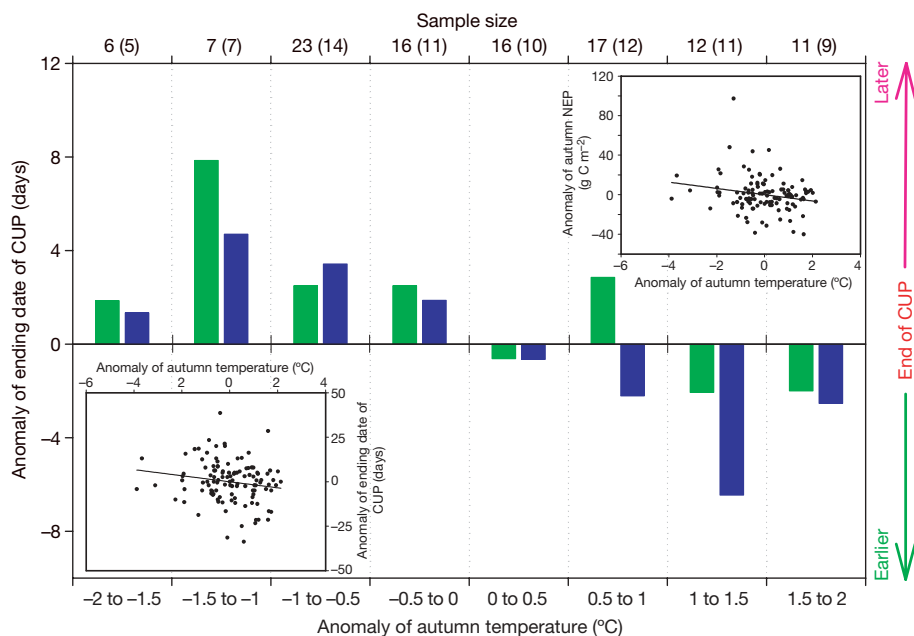 Sample size
6 (5) 7 (7) 23 (14) 16 (11) 16 (10) 17 (12) 12 (11) 11 (9)
12
8
4
0
−4
−8
Anomaly of ending date of CUP (days)
−2 to −1.5 −1.5 to −1 −1 to −0.5 −0.5 to 0 0 to 0.5 0.5 to 1 1 to 1.5 1.5 to 2
Anomaly of autumn temperature (ºC)
Later
End of CUP
Earlier
120
80
40
0
−40
Anomaly of autumn NEP
(g C m−2)
−6 −4 −2 0 2 4
Anomaly of autumn temperature (ºC)
Anomaly of autumn temperature (ºC)
−6 −4 −2 0 2 4
50
25
0
−25
−50
Anomaly of ending date of
CUP (days)